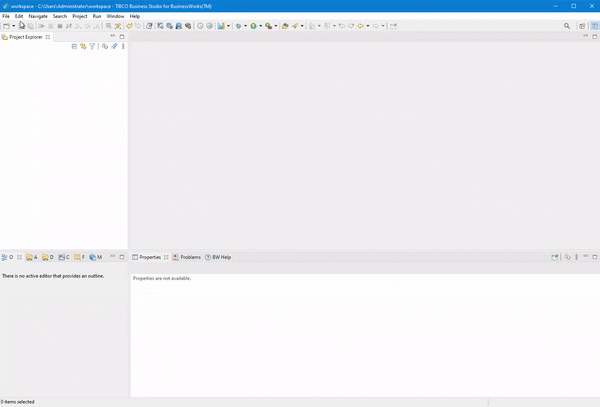 workspace - C:\Users\Administrator\workspace - TIBCO Business Studio for BusinessWorks(TM)
File Edit Navigate Search Project Run Window Help
Project Explorer
O A D C F M
Properties Problems BW Help
There is no active editor that provides an outline.
Properties are not available.
0 items selected